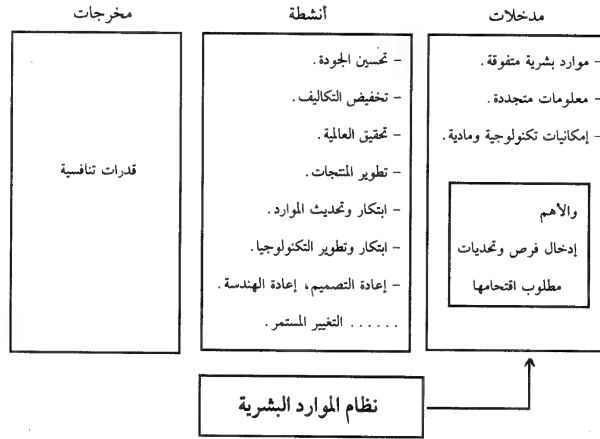 مدخلات
- موارد بشرية متفوقة.
- معلومات متجددة.
- إمكانيات تكنولوجية ومادية.
والأهم
إدخال فرص وتحديات
مطلوب اقتحامها
أنشطة
- تحسين الجودة.
- تخفيض التكاليف.
- تحقيق العالمية.
- تطوير المنتجات.
- ابتكار وتحديث الموارد.
- ابتكار وتطوير التكنولوجيا.
- إعادة التصميم، إعادة الهندسة.
...... التغيير المستمر.
مخرجات
قدرات تنافسية
نظام الموارد البشرية